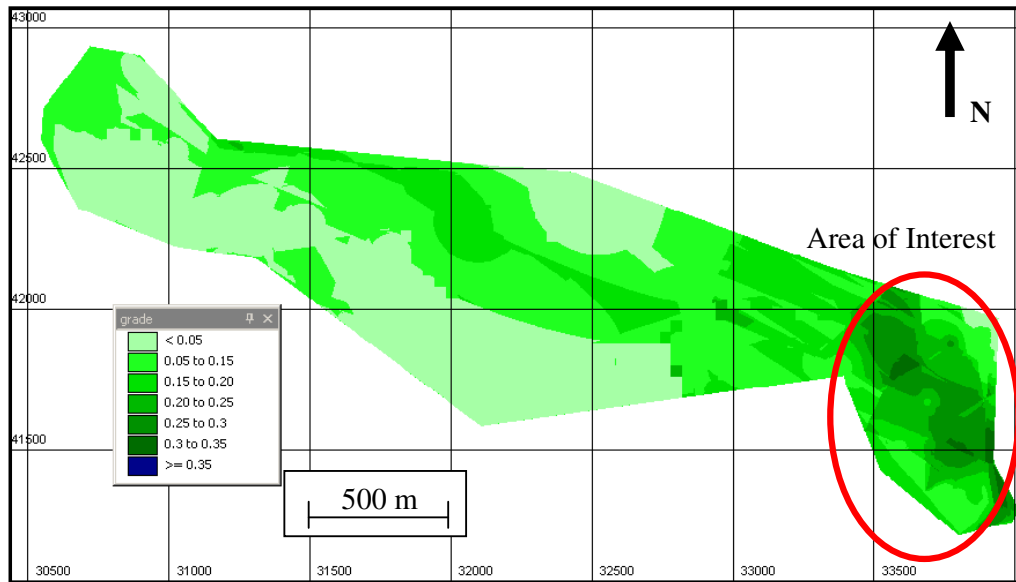 43000
N
42500
Area of Interest
42000
grade
< 0.05
0.05 to 0.15
0.15 to 0.20
0.20 to 0.25
0.25 to 0.3
0.3 to 0.35
>= 0.35
41500
500 m
30500 31000 31500 32000 32500 33000 33500